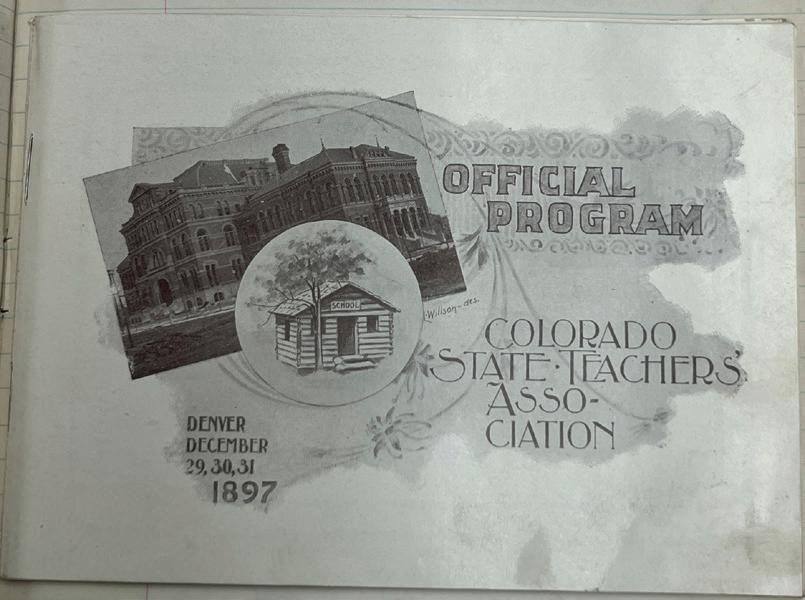 OFFICIAL
PROGRAM
SCHOOL
Willson-des.
COLORADO
STATE·TEACHERS'
ASSO-
CIATION
DENVER
DECEMBER
29, 30, 31
1897